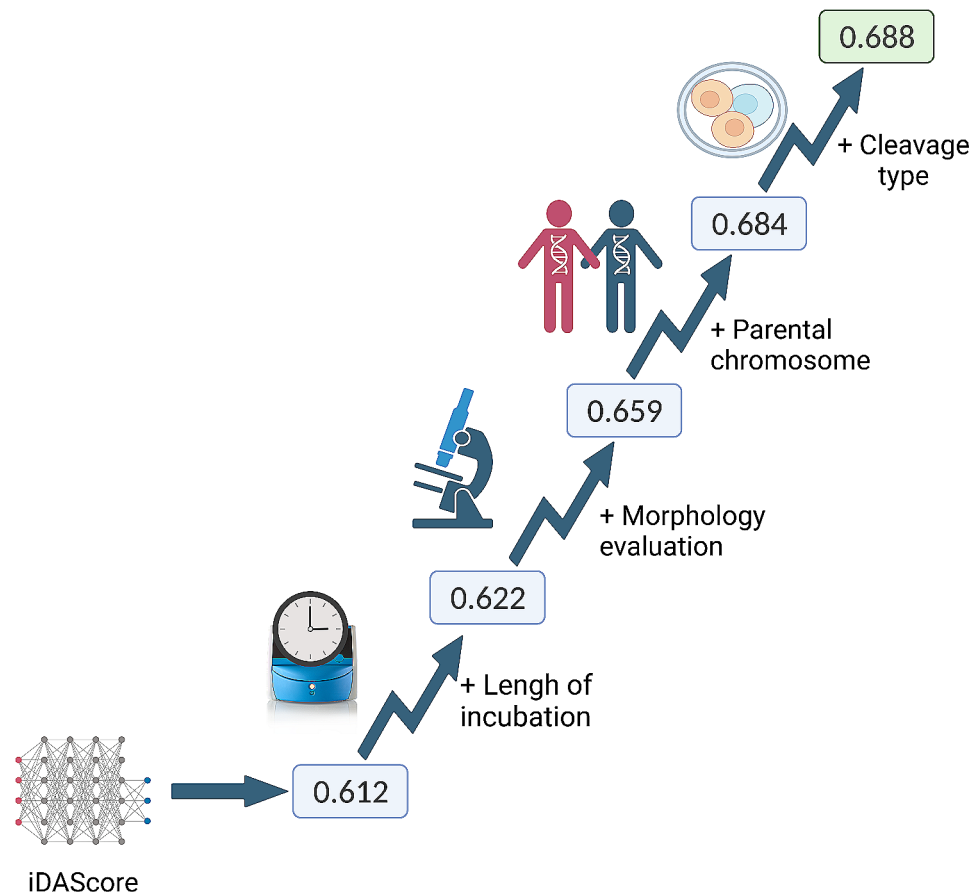 0.688
+ Cleavage
type
0.684
+ Parental
chromosome
0.659
+ Morphology
evaluation
0.622
+ Lengh of
incubation
0.612
iDAScore